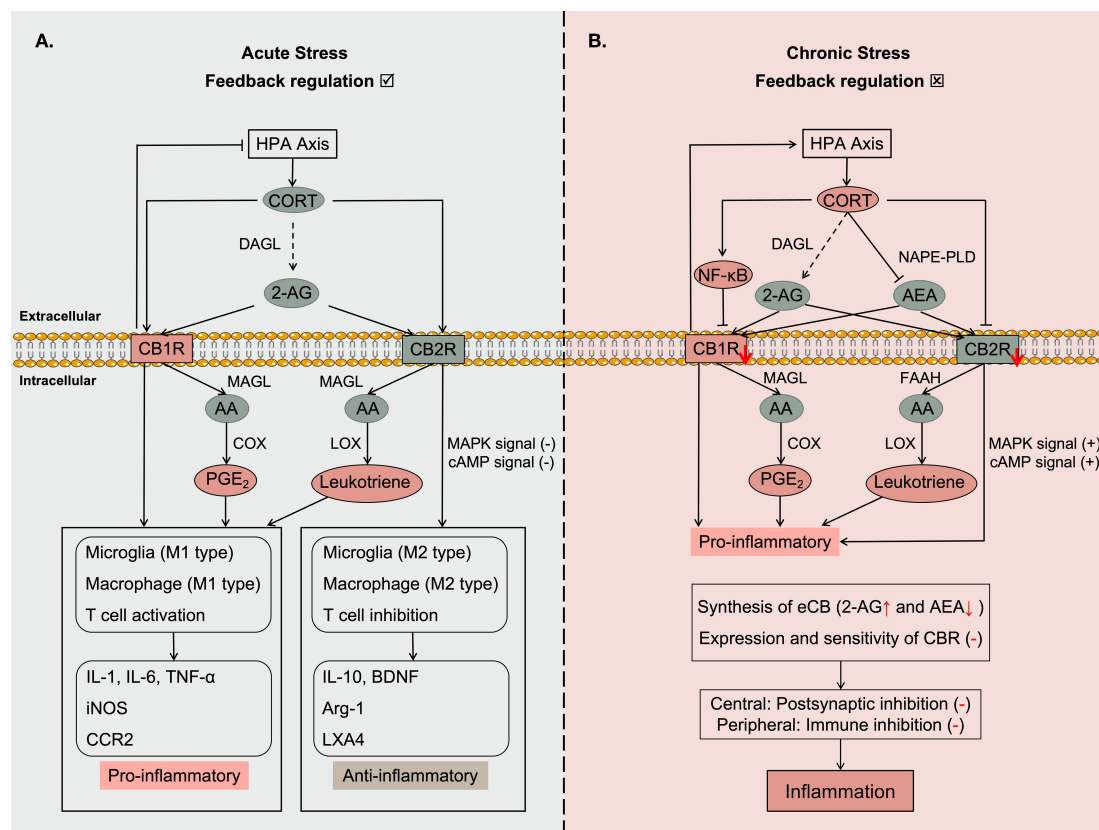 A.
Acute Stress
Feedback regulation ☑
HPA Axis
CORT
DAGL
2-AG
Extracellular
CB1R
CB2R
Intracellular
MAGL
MAGL
AA
AA
COX
LOX
MAPK signal (-)
cAMP signal (-)
PGE₂
Leukotriene
Microglia (M1 type)
Macrophage (M1 type)
T cell activation
IL-1, IL-6, TNF-α
iNOS
CCR2
Pro-inflammatory
Microglia (M2 type)
Macrophage (M2 type)
T cell inhibition
IL-10, BDNF
Arg-1
LXA4
Anti-inflammatory
B.
Chronic Stress
Feedback regulation ☒
HPA Axis
CORT
DAGL
NAPE-PLD
NF-κB
2-AG
AEA
CB1R
CB2R
MAGL
FAAH
AA
AA
COX
LOX
MAPK signal (+)
cAMP signal (+)
PGE₂
Leukotriene
Pro-inflammatory
Synthesis of eCB (2-AG↑ and AEA↓ )
Expression and sensitivity of CBR (-)
Central: Postsynaptic inhibition (-)
Peripheral: Immune inhibition (-)
Inflammation